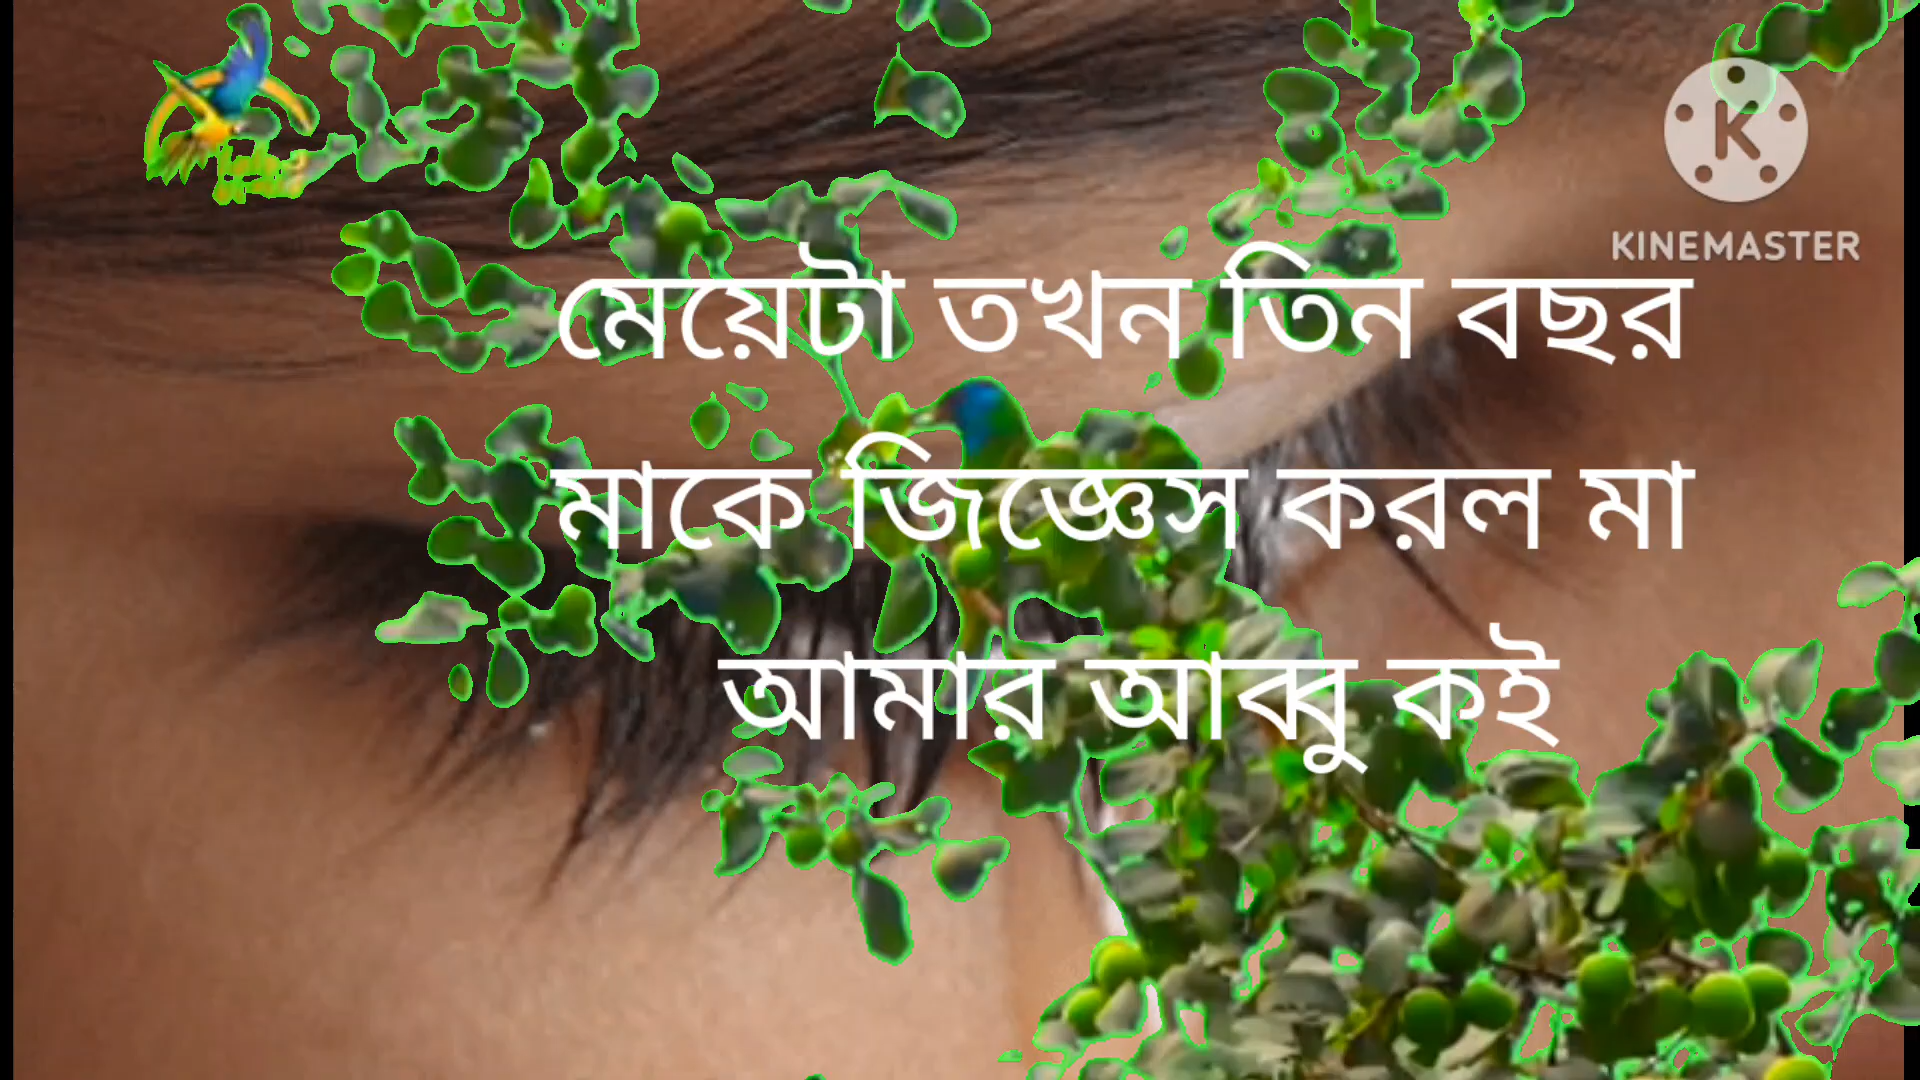 KINEMASTER
মেয়েটা তখন তিন বছর
মাকে জিজ্ঞেস করল মা
আমার আব্বু কই